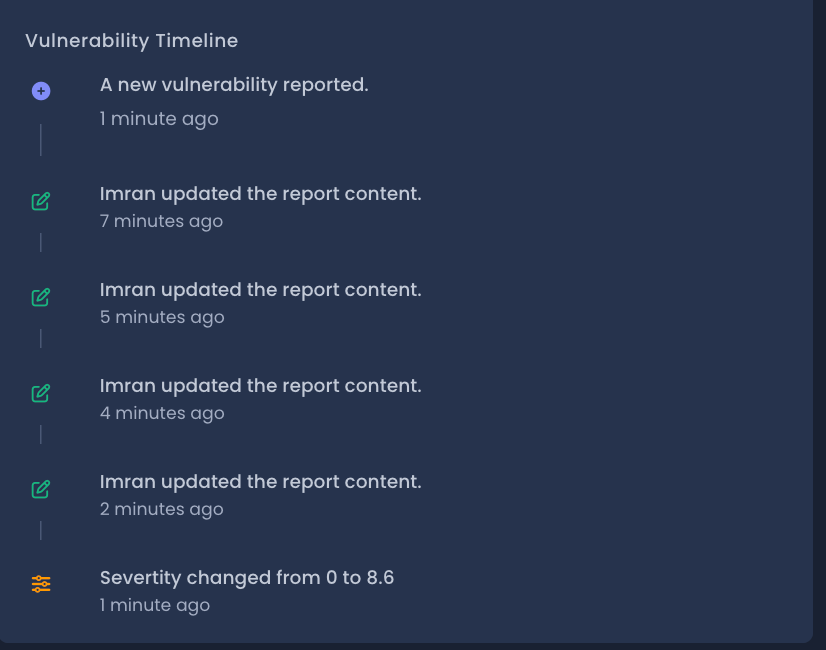 Vulnerability Timeline
A new vulnerability reported.
1 minute ago
Imran updated the report content.
7 minutes ago
Imran updated the report content.
5 minutes ago
Imran updated the report content.
4 minutes ago
Imran updated the report content.
2 minutes ago
Severtity changed from 0 to 8.6
1 minute ago